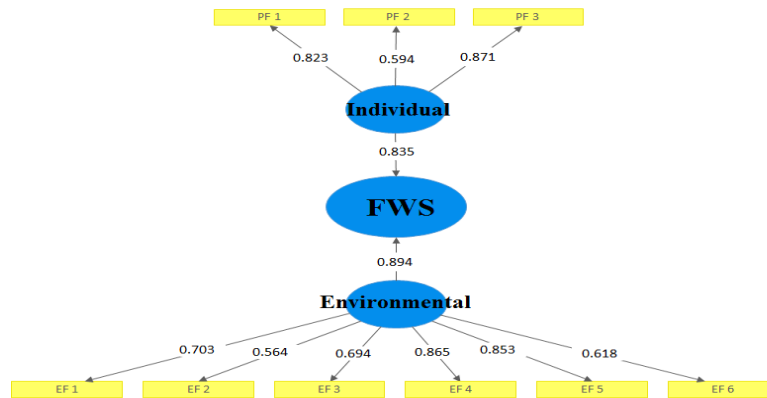 PF 1 PF 2 PF 3
0.823 0.594 0.871
Individual
0.835
FWS
0.894
Environmental
0.703 0.564 0.694 0.865 0.853 0.618
EF 1 EF 2 EF 3 EF 4 EF 5 EF 6